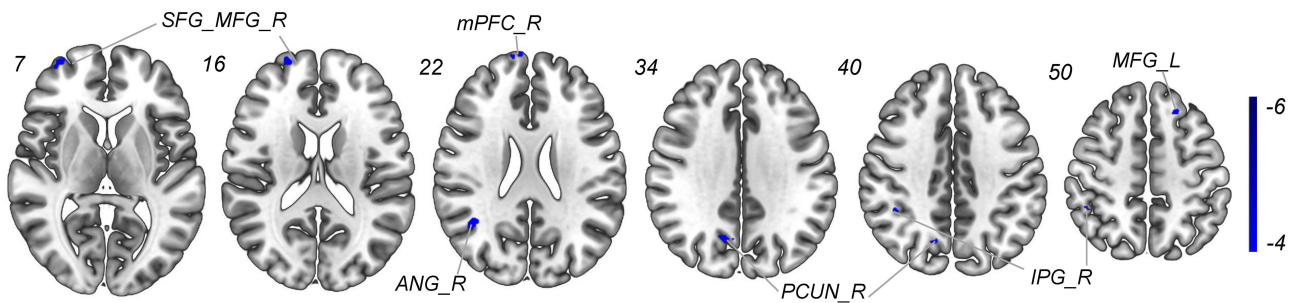 SFG_MFG_R
mPFC_R
7
16
22
34
40
50
MFG_L
-6
-4
ANG_R
PCUN_R
IPG_R